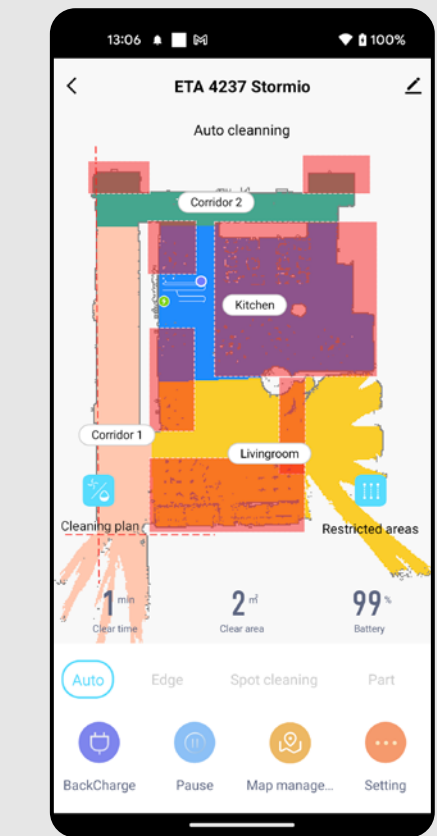 13:06 100%
ETA 4237 Stormio
Auto cleanning
Corridor 2
Kitchen
Corridor 1
Livingroom
Cleaning plan
Restricted areas
1 min 2 ㎡ 99 %
Clear time Clear area Battery
Auto Edge Spot cleaning Part
BackCharge Pause Map manage... Setting